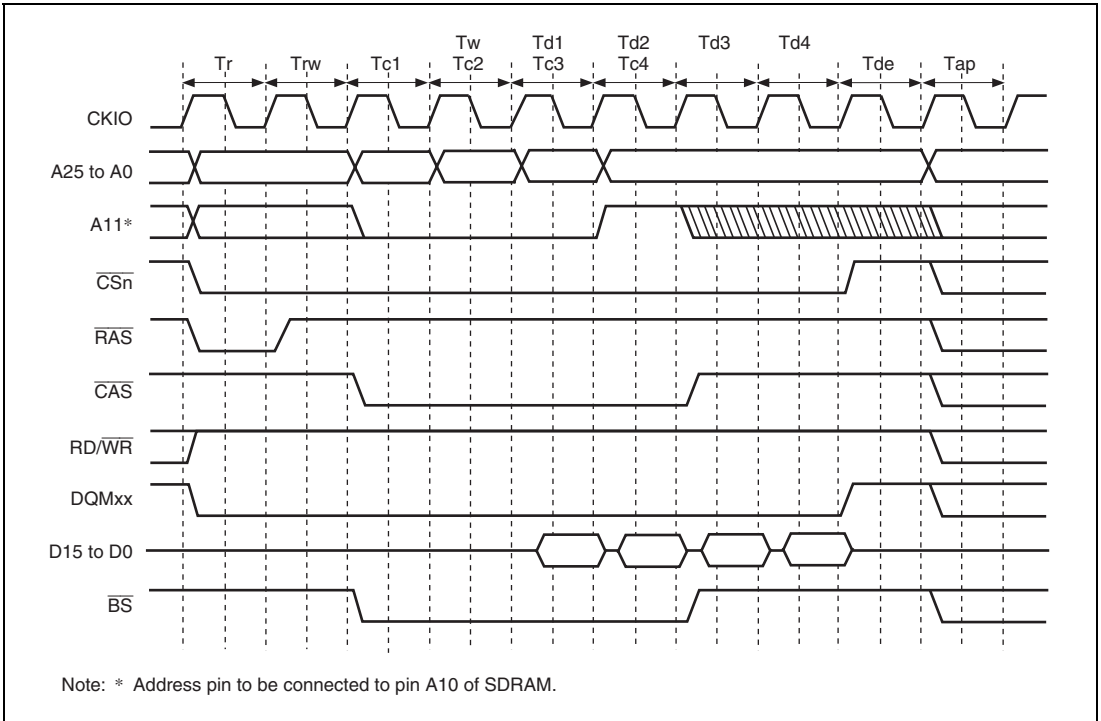 Tw Td1 Td2 Td3 Td4
Tr Trw Tc1 Tc2 Tc3 Tc4 Tde Tap
CKIO
A25 to A0
A11*
CSn
RAS
CAS
RD/WR
DQMxx
D15 to D0
BS
Note: * Address pin to be connected to pin A10 of SDRAM.